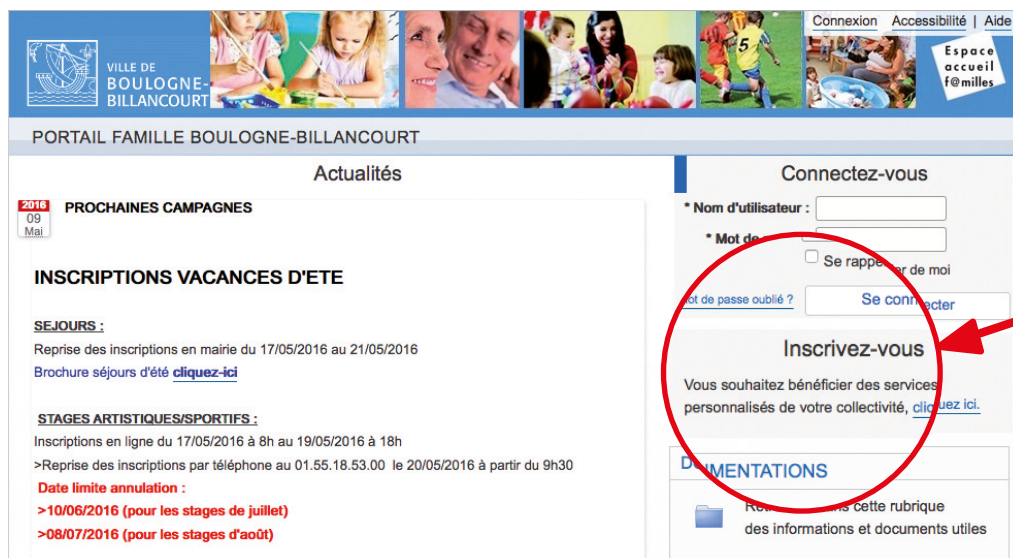 Connexion Accessibilité | Aide
VILLE DE
BOULOGNE-
BILLANCOURT
Espace
accueil
f@milles
PORTAIL FAMILLE BOULOGNE-BILLANCOURT
Actualités
2016
09
Mai
PROCHAINES CAMPAGNES
INSCRIPTIONS VACANCES D'ETE
SEJOURS :
Reprise des inscriptions en mairie du 17/05/2016 au 21/05/2016
Brochure séjours d'été cliquez-ici
STAGES ARTISTIQUES/SPORTIFS :
Inscriptions en ligne du 17/05/2016 à 8h au 19/05/2016 à 18h
>Reprise des inscriptions par téléphone au 01.55.18.53.00 le 20/05/2016 à partir du 9h30
Date limite annulation :
>10/06/2016 (pour les stages de juillet)
>08/07/2016 (pour les stages d'août)
Connectez-vous
* Nom d'utilisateur :
* Mot de
Se rappeler de moi
Mot de passe oublié ?
Se connecter
Inscrivez-vous
Vous souhaitez bénéficier des services
personnalisés de votre collectivité, cliquez ici.
cette rubrique
des informations et documents utiles